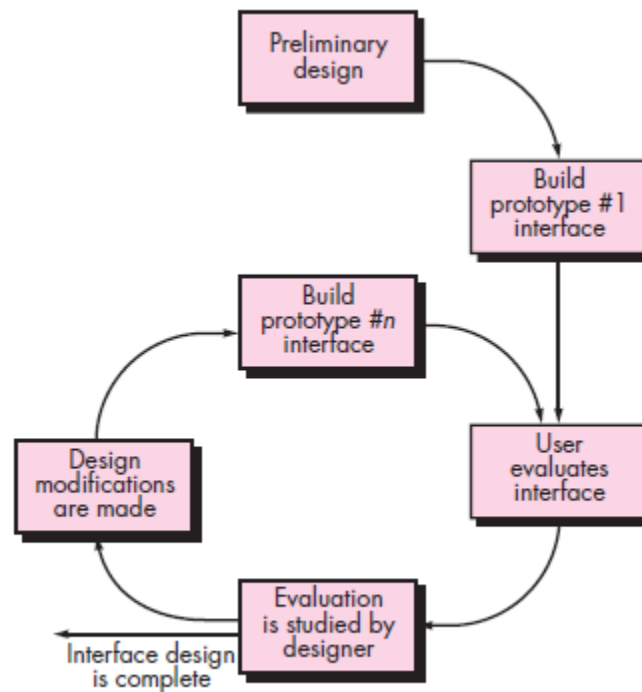 Preliminary
design
Build
prototype #1
interface
Build
prototype #n
interface
User
evaluates
interface
Design
modifications
are made
Evaluation
is studied by
designer
Interface design
is complete